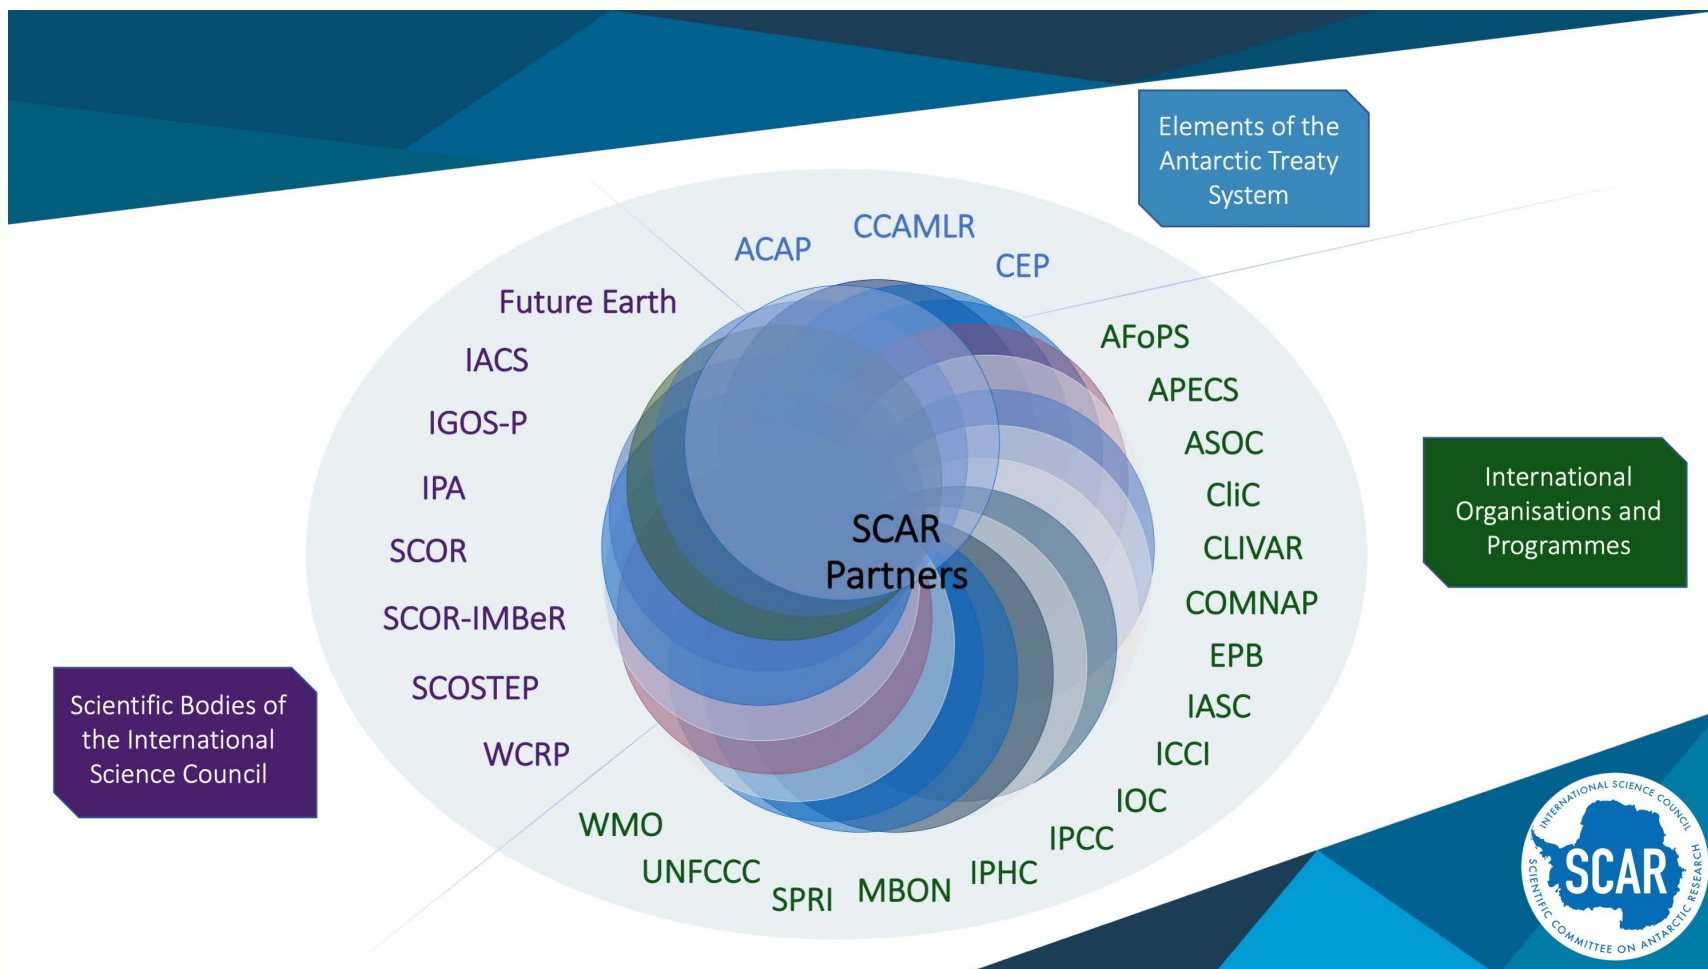 Elements of the
Antarctic Treaty
System
ACAP
CCAMLR
CEP
Future Earth
IACS
IGOS-P
IPA
SCOR
SCOR-IMBeR
SCOSTEP
WCRP
Scientific Bodies of
the International
Science Council
SCAR
Partners
AFoPS
APECS
ASOC
CliC
CLIVAR
COMNAP
EPB
IASC
ICCI
IOC
IPCC
IPHC
MBON
SPRI
UNFCCC
WMO
International
Organisations and
Programmes
INTERNATIONAL SCIENCE COUNCIL
SCAR
SCIENTIFIC COMMITTEE ON ANTARCTIC RESEARCH